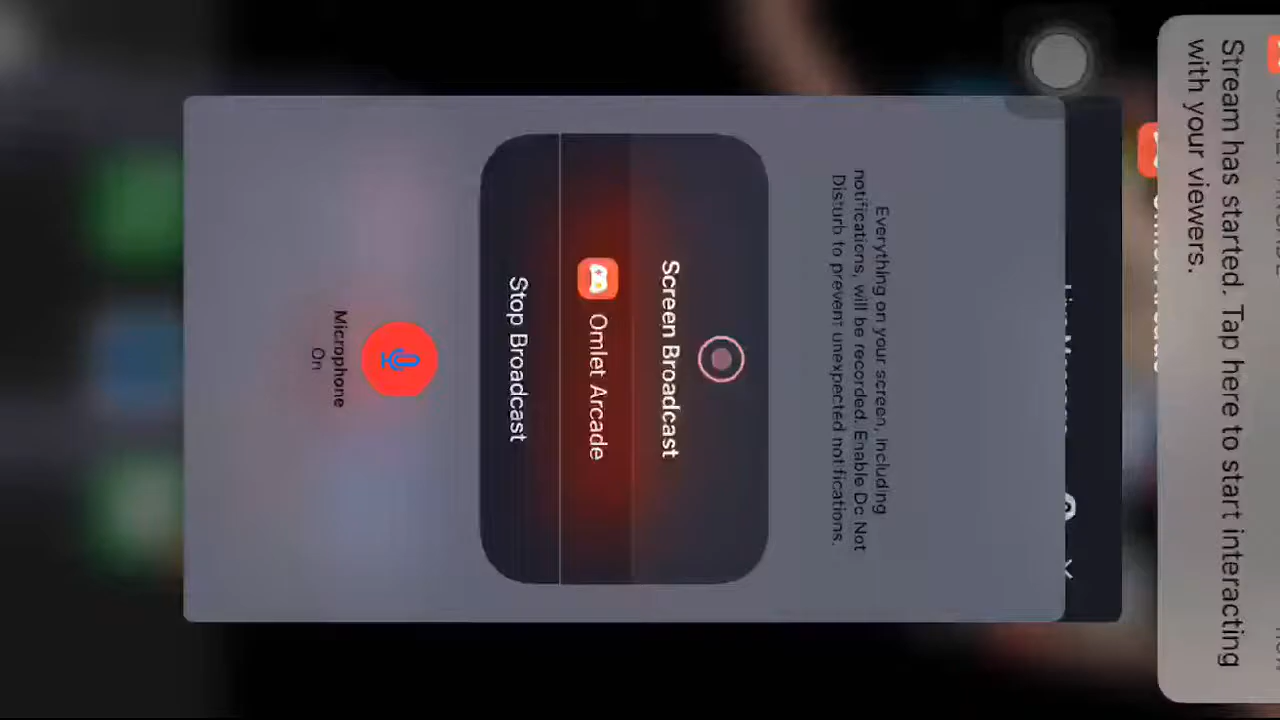 Stream has started. Tap here to start interacting
with your viewers.
Everything on your screen, including
notifications, will be recorded. Enable Do Not
Disturb to prevent unexpected notifications.
Screen Broadcast
Omlet Arcade
Stop Broadcast
Microphone
On